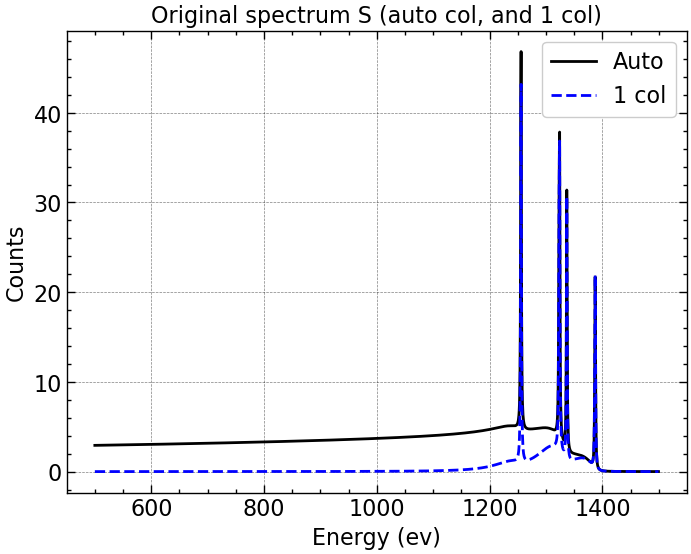 Original spectrum S (auto col, and 1 col)
Auto
1 col
40
30
20
10
0
Counts
600 800 1000 1200 1400
Energy (ev)